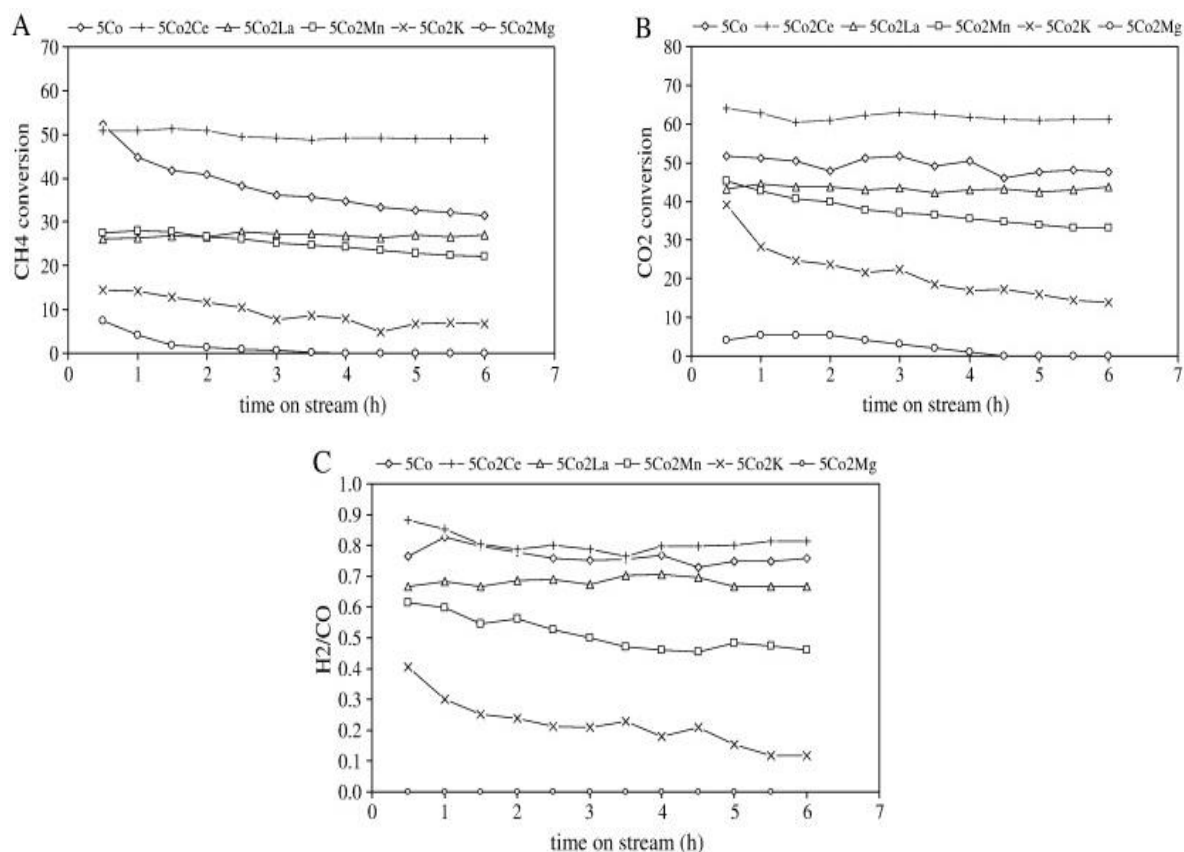 A
5Co 5Co2Ce 5Co2La 5Co2Mn 5Co2K 5Co2Mg
70
60
50
40
30
20
10
0
CH4 conversion
0 1 2 3 4 5 6 7
time on stream (h)
B
5Co 5Co2Ce 5Co2La 5Co2Mn 5Co2K 5Co2Mg
80
70
60
50
40
30
20
10
0
CO2 conversion
0 1 2 3 4 5 6 7
time on stream (h)
C
5Co 5Co2Ce 5Co2La 5Co2Mn 5Co2K 5Co2Mg
1.0
0.9
0.8
0.7
0.6
0.5
0.4
0.3
0.2
0.1
0.0
H2/CO
0 1 2 3 4 5 6 7
time on stream (h)